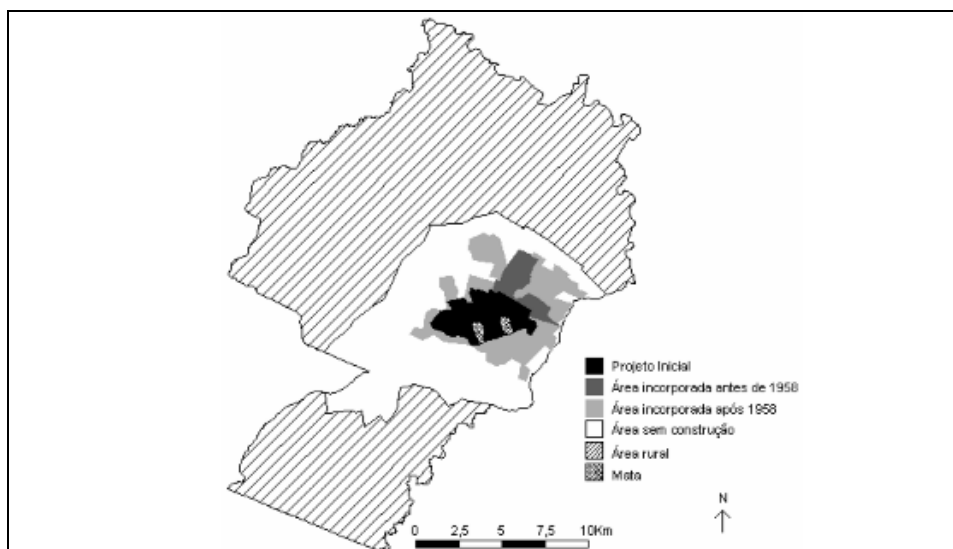 Projeto Inicial
Área incorporada antes de 1958
Área incorporada após 1958
Área sem construção
Área rural
Mata
N
0 2,5 5 7,5 10Km